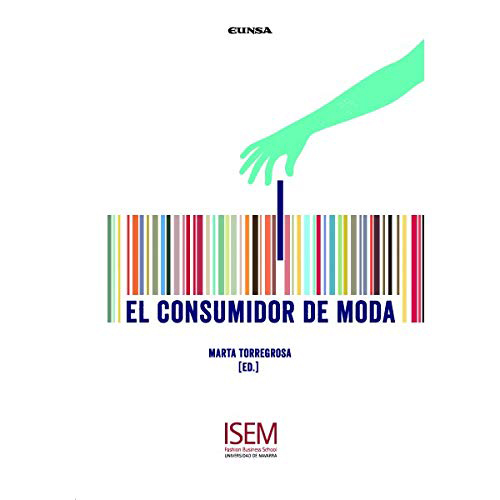 EUNSA
EL CONSUMIDOR DE MODA
MARTA TORREGROSA
[ED.]
ISEM
Fashion Business School
UNIVERSIDAD DE NAVARRA